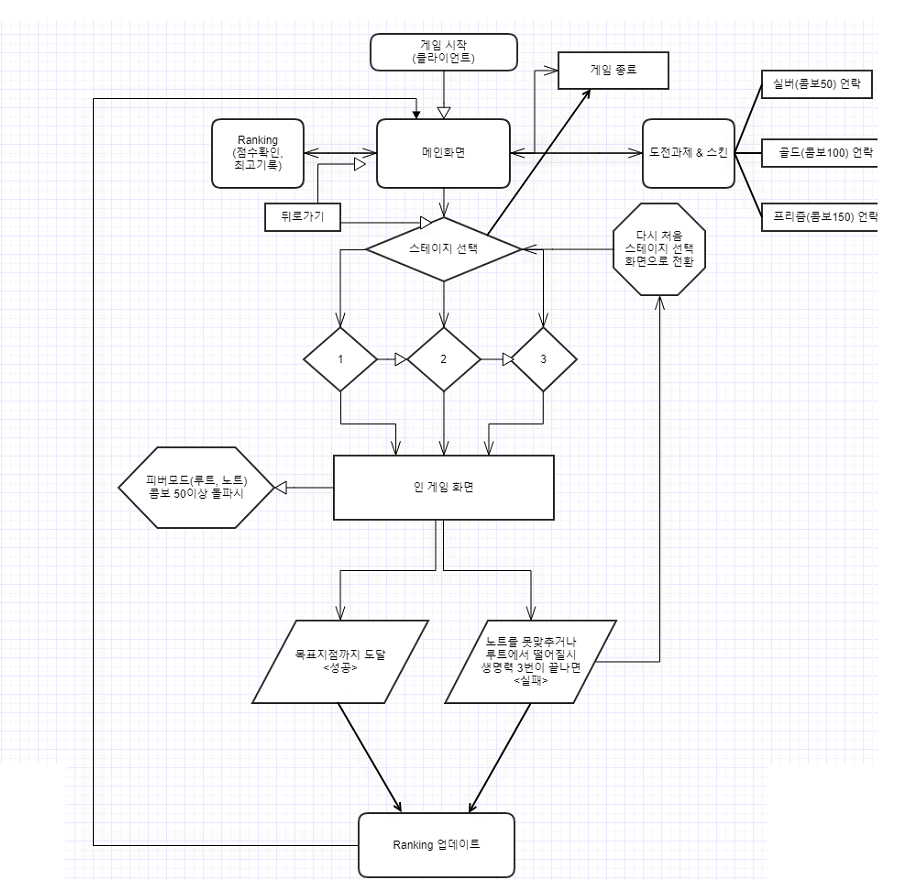 게임 시작
(클라이언트)
게임 종료
실버(콤보50) 언락
Ranking
(점수확인,
최고기록)
메인화면
도전과제 & 스킨
골드(콤보100) 언락
뒤로가기
프리즘(콤보150) 언락
스테이지 선택
다시 처음
스테이지 선택
화면으로 전환
1
2
3
피버모드(루트, 노트)
콤보 50이상 돌파시
인 게임 화면
목표지점까지 도달
<성공>
노트를 못맞추거나
루트에서 떨어질시
생명력 3번이 끝나면
<실패>
Ranking 업데이트